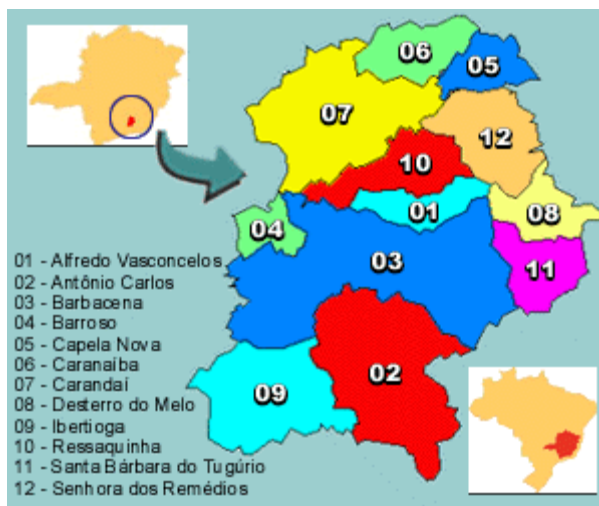 06
05
07
12
10
01
08
04
03
11
09
02
01 - Alfredo Vasconcelos
02 - Antônio Carlos
03 - Barbacena
04 - Barroso
05 - Capela Nova
06 - Caranaíba
07 - Carandaí
08 - Desterro do Melo
09 - Ibertioga
10 - Ressaquinha
11 - Santa Bárbara do Tugúrio
12 - Senhora dos Remédios